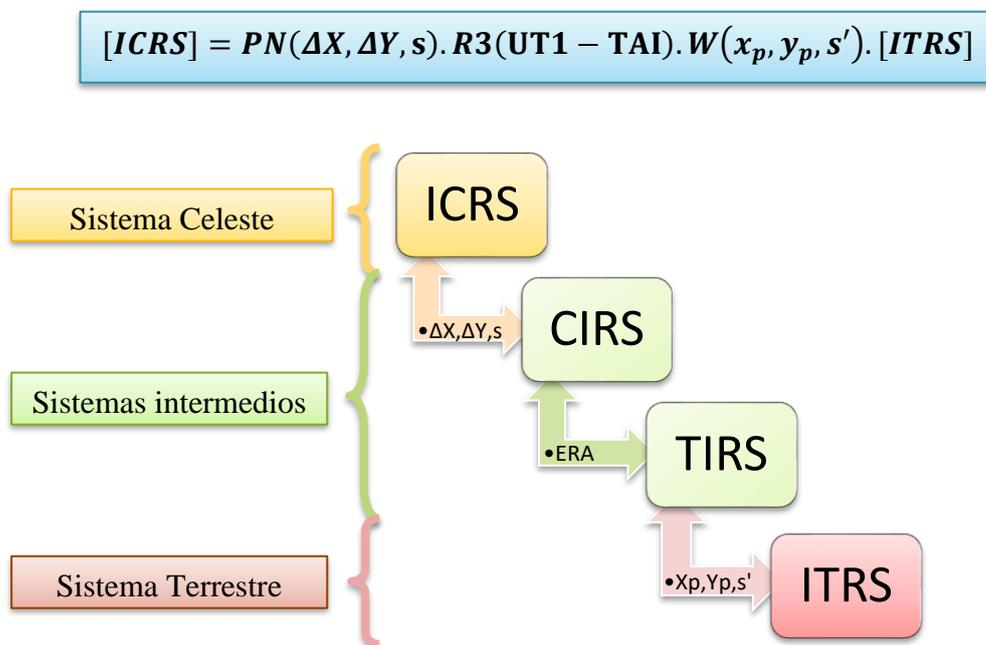 [ICRS] = PN(ΔX, ΔY, s). R3(UT1 − TAI). W(xₚ, yₚ, s′). [ITRS]
Sistema Celeste
ICRS
•ΔX,ΔY,s
CIRS
Sistemas intermedios
•ERA
TIRS
Sistema Terrestre
•Xp,Yp,s'
ITRS